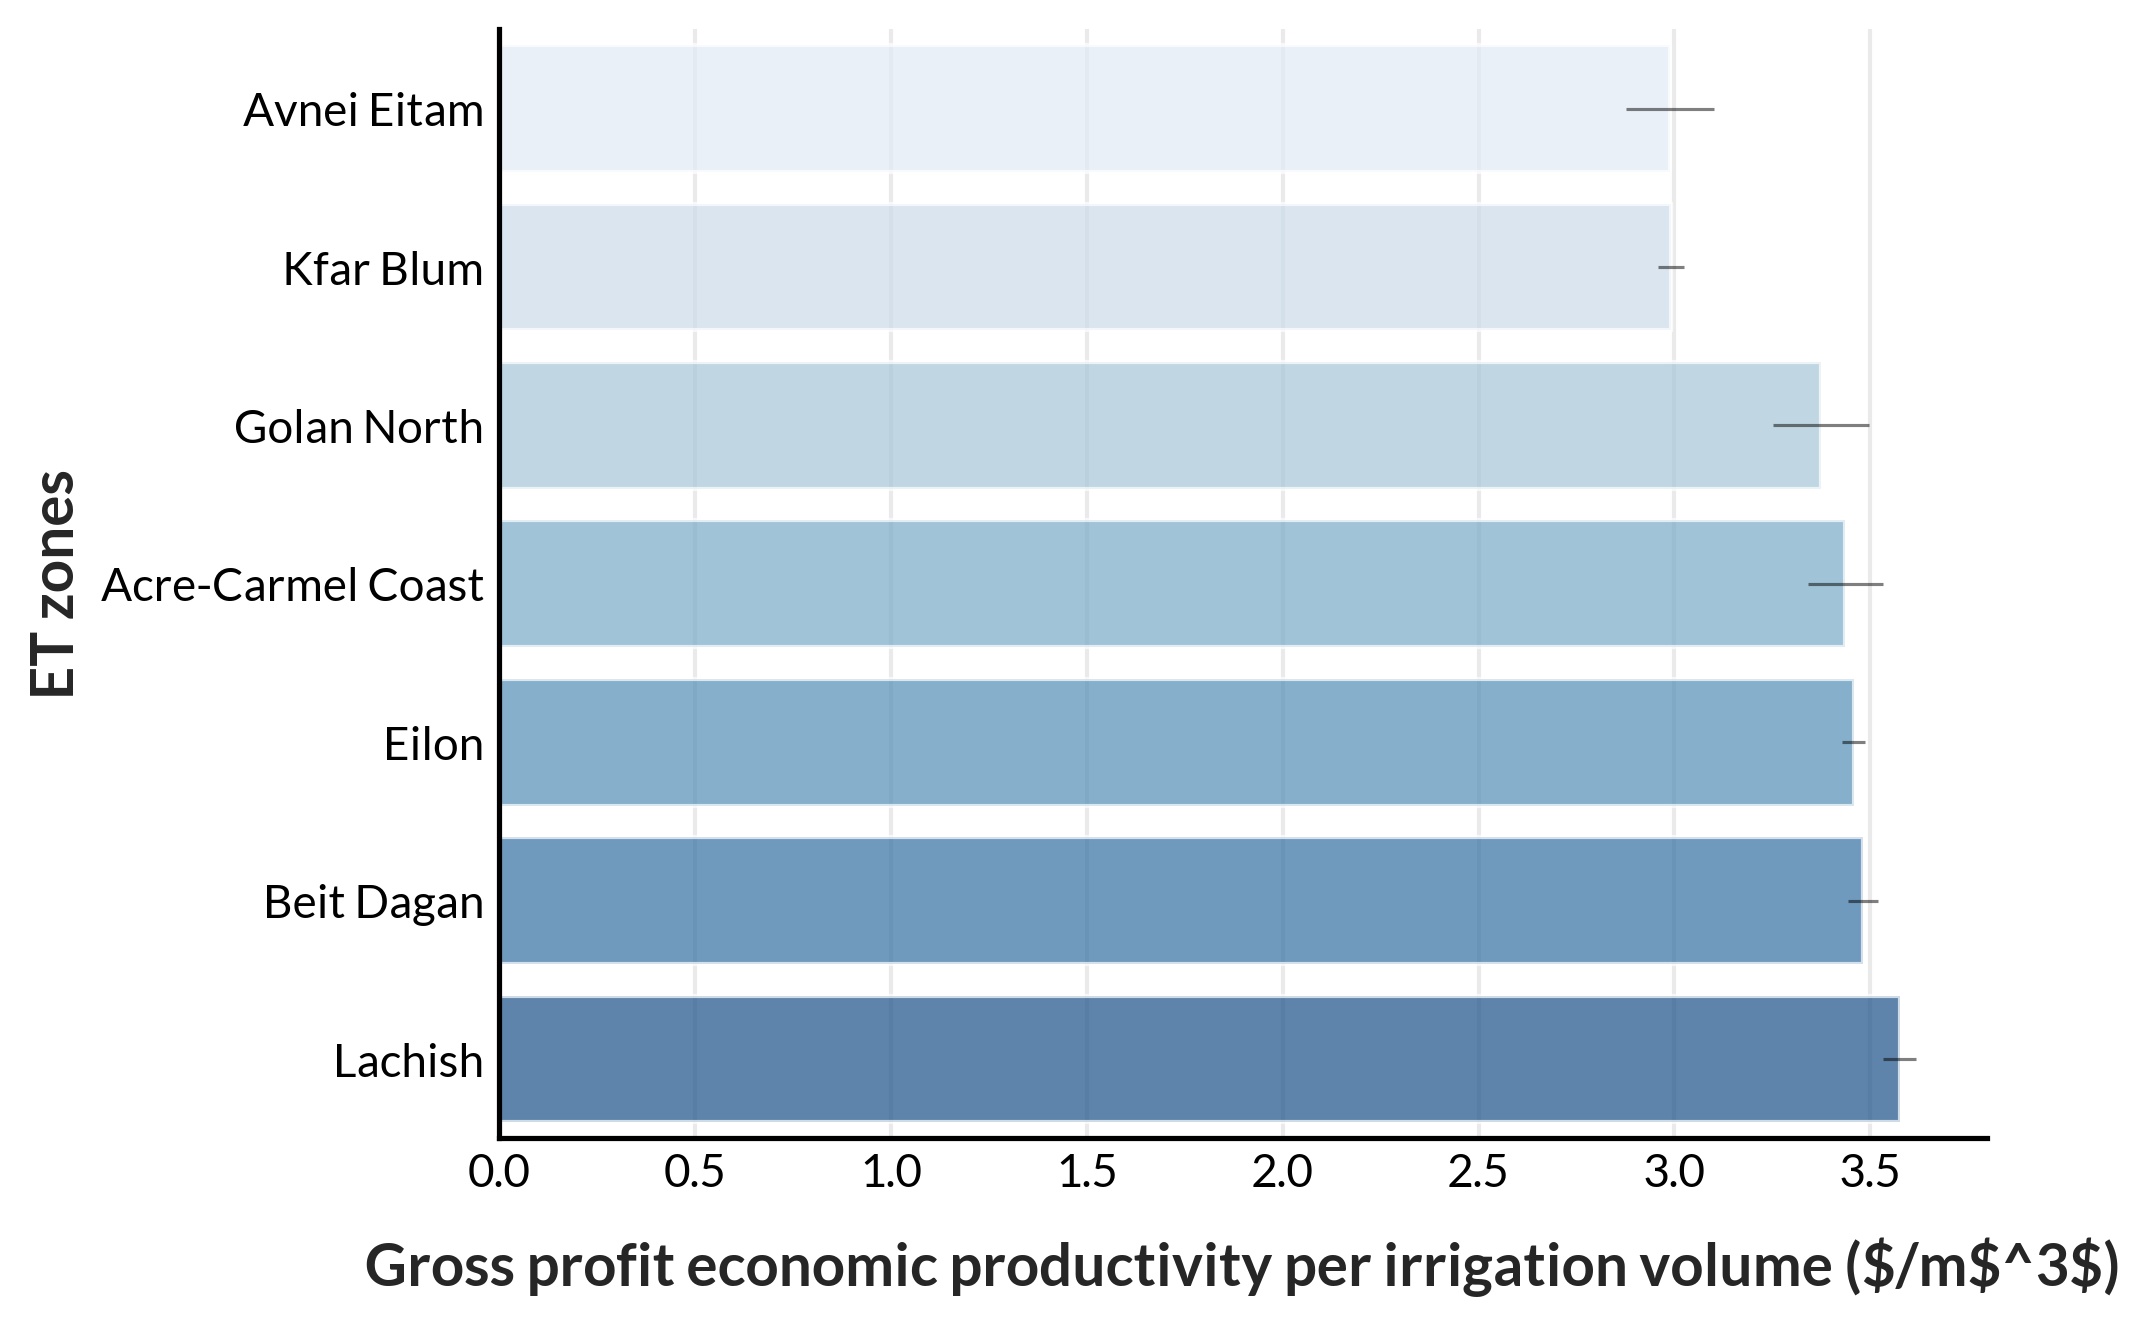 Avnei Eitam
Kfar Blum
Golan North
Acre-Carmel Coast
Eilon
Beit Dagan
Lachish
ET zones
0.0 0.5 1.0 1.5 2.0 2.5 3.0 3.5
Gross profit economic productivity per irrigation volume ($/m$^3$)